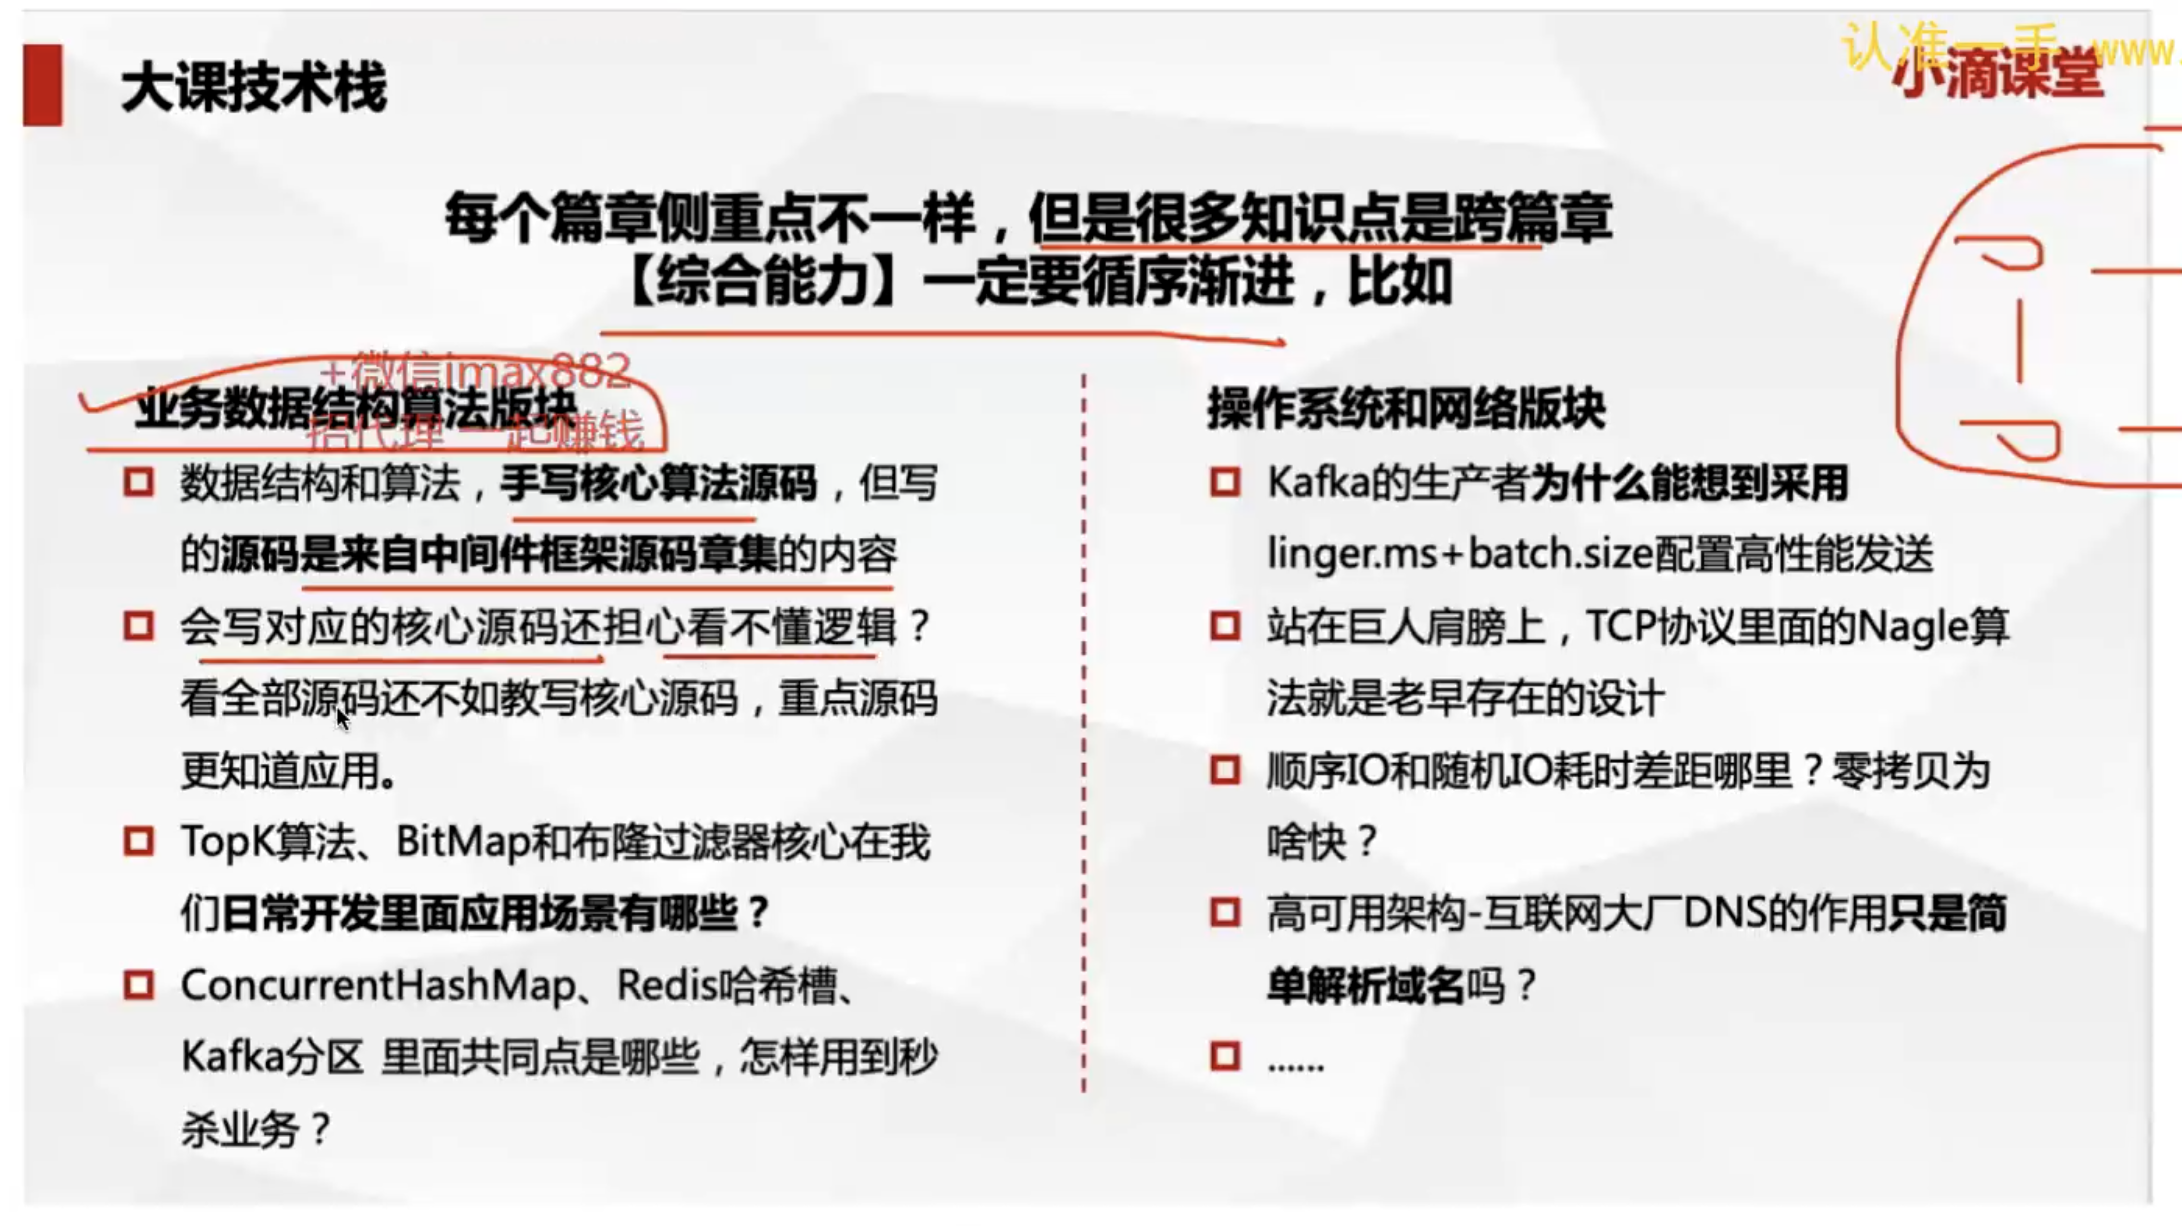 大课技术栈
认准一手 www.
小滴课堂
每个篇章侧重点不一样，但是很多知识点是跨篇章
【综合能力】一定要循序渐进，比如
+微信imax882
业务数据结构算法版块
招代理 一起赚钱
数据结构和算法，手写核心算法源码，但写
的源码是来自中间件框架源码章集的内容
会写对应的核心源码还担心看不懂逻辑？
看全部源码还不如教写核心源码，重点源码
更知道应用。
TopK算法、BitMap和布隆过滤器核心在我
们日常开发里面应用场景有哪些？
ConcurrentHashMap、Redis哈希槽、
Kafka分区 里面共同点是哪些，怎样用到秒
杀业务？
操作系统和网络版块
Kafka的生产者为什么能想到采用
linger.ms+batch.size配置高性能发送
站在巨人肩膀上，TCP协议里面的Nagle算
法就是老早存在的设计
顺序IO和随机IO耗时差距哪里？零拷贝为
啥快？
高可用架构-互联网大厂DNS的作用只是简
单解析域名吗？
......